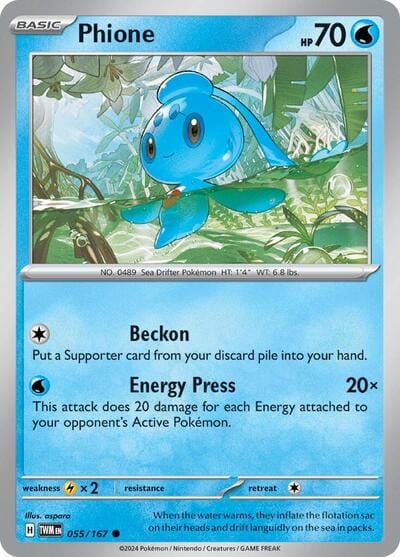 BASIC Phione HP70
NO. 0489 Sea Drifter Pokémon HT: 1'4" WT: 6.8 lbs.
Beckon
Put a Supporter card from your discard pile into your hand.
Energy Press 20×
This attack does 20 damage for each Energy attached to
your opponent's Active Pokémon.
weakness ×2 resistance retreat
Illus. aspara
H TWM EN 055/167
When the water warms, they inflate the flotation sac
on their heads and drift languidly on the sea in packs.
©2024 Pokémon / Nintendo / Creatures / GAME FREAK